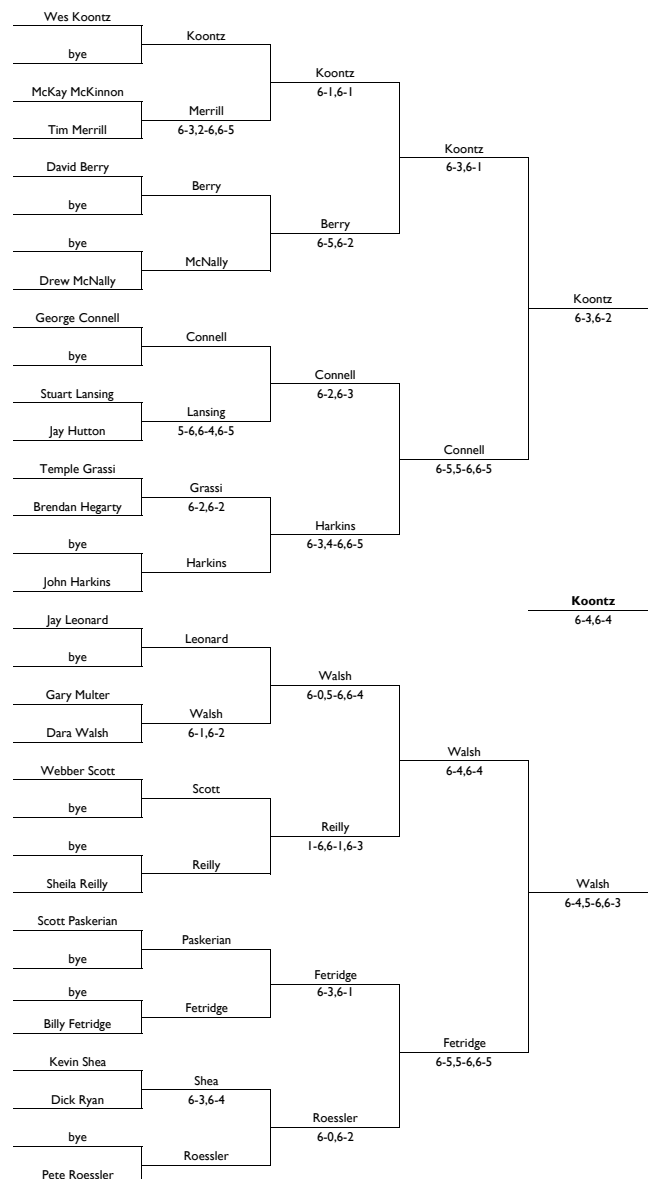 Wes Koontz
bye
McKay McKinnon
Tim Merrill
David Berry
bye
bye
Drew McNally
George Connell
bye
Stuart Lansing
Jay Hutton
Temple Grassi
Brendan Hegarty
bye
John Harkins
Jay Leonard
bye
Gary Multer
Dara Walsh
Webber Scott
bye
bye
Sheila Reilly
Scott Paskerian
bye
bye
Billy Fetridge
Kevin Shea
Dick Ryan
bye
Pete Roessler
Koontz
Merrill
6-3,2-6,6-5
Berry
McNally
Connell
Lansing
5-6,6-4,6-5
Grassi
6-2,6-2
Harkins
Leonard
Walsh
6-1,6-2
Scott
Reilly
Paskerian
Fetridge
Shea
6-3,6-4
Roessler
Koontz
6-1,6-1
Berry
6-5,6-2
Connell
6-2,6-3
Harkins
6-3,4-6,6-5
Walsh
6-0,5-6,6-4
Reilly
1-6,6-1,6-3
Fetridge
6-3,6-1
Roessler
6-0,6-2
Koontz
6-3,6-1
Connell
6-5,5-6,6-5
Walsh
6-4,6-4
Fetridge
6-5,5-6,6-5
Koontz
6-3,6-2
Walsh
6-4,5-6,6-3
Koontz
6-4,6-4